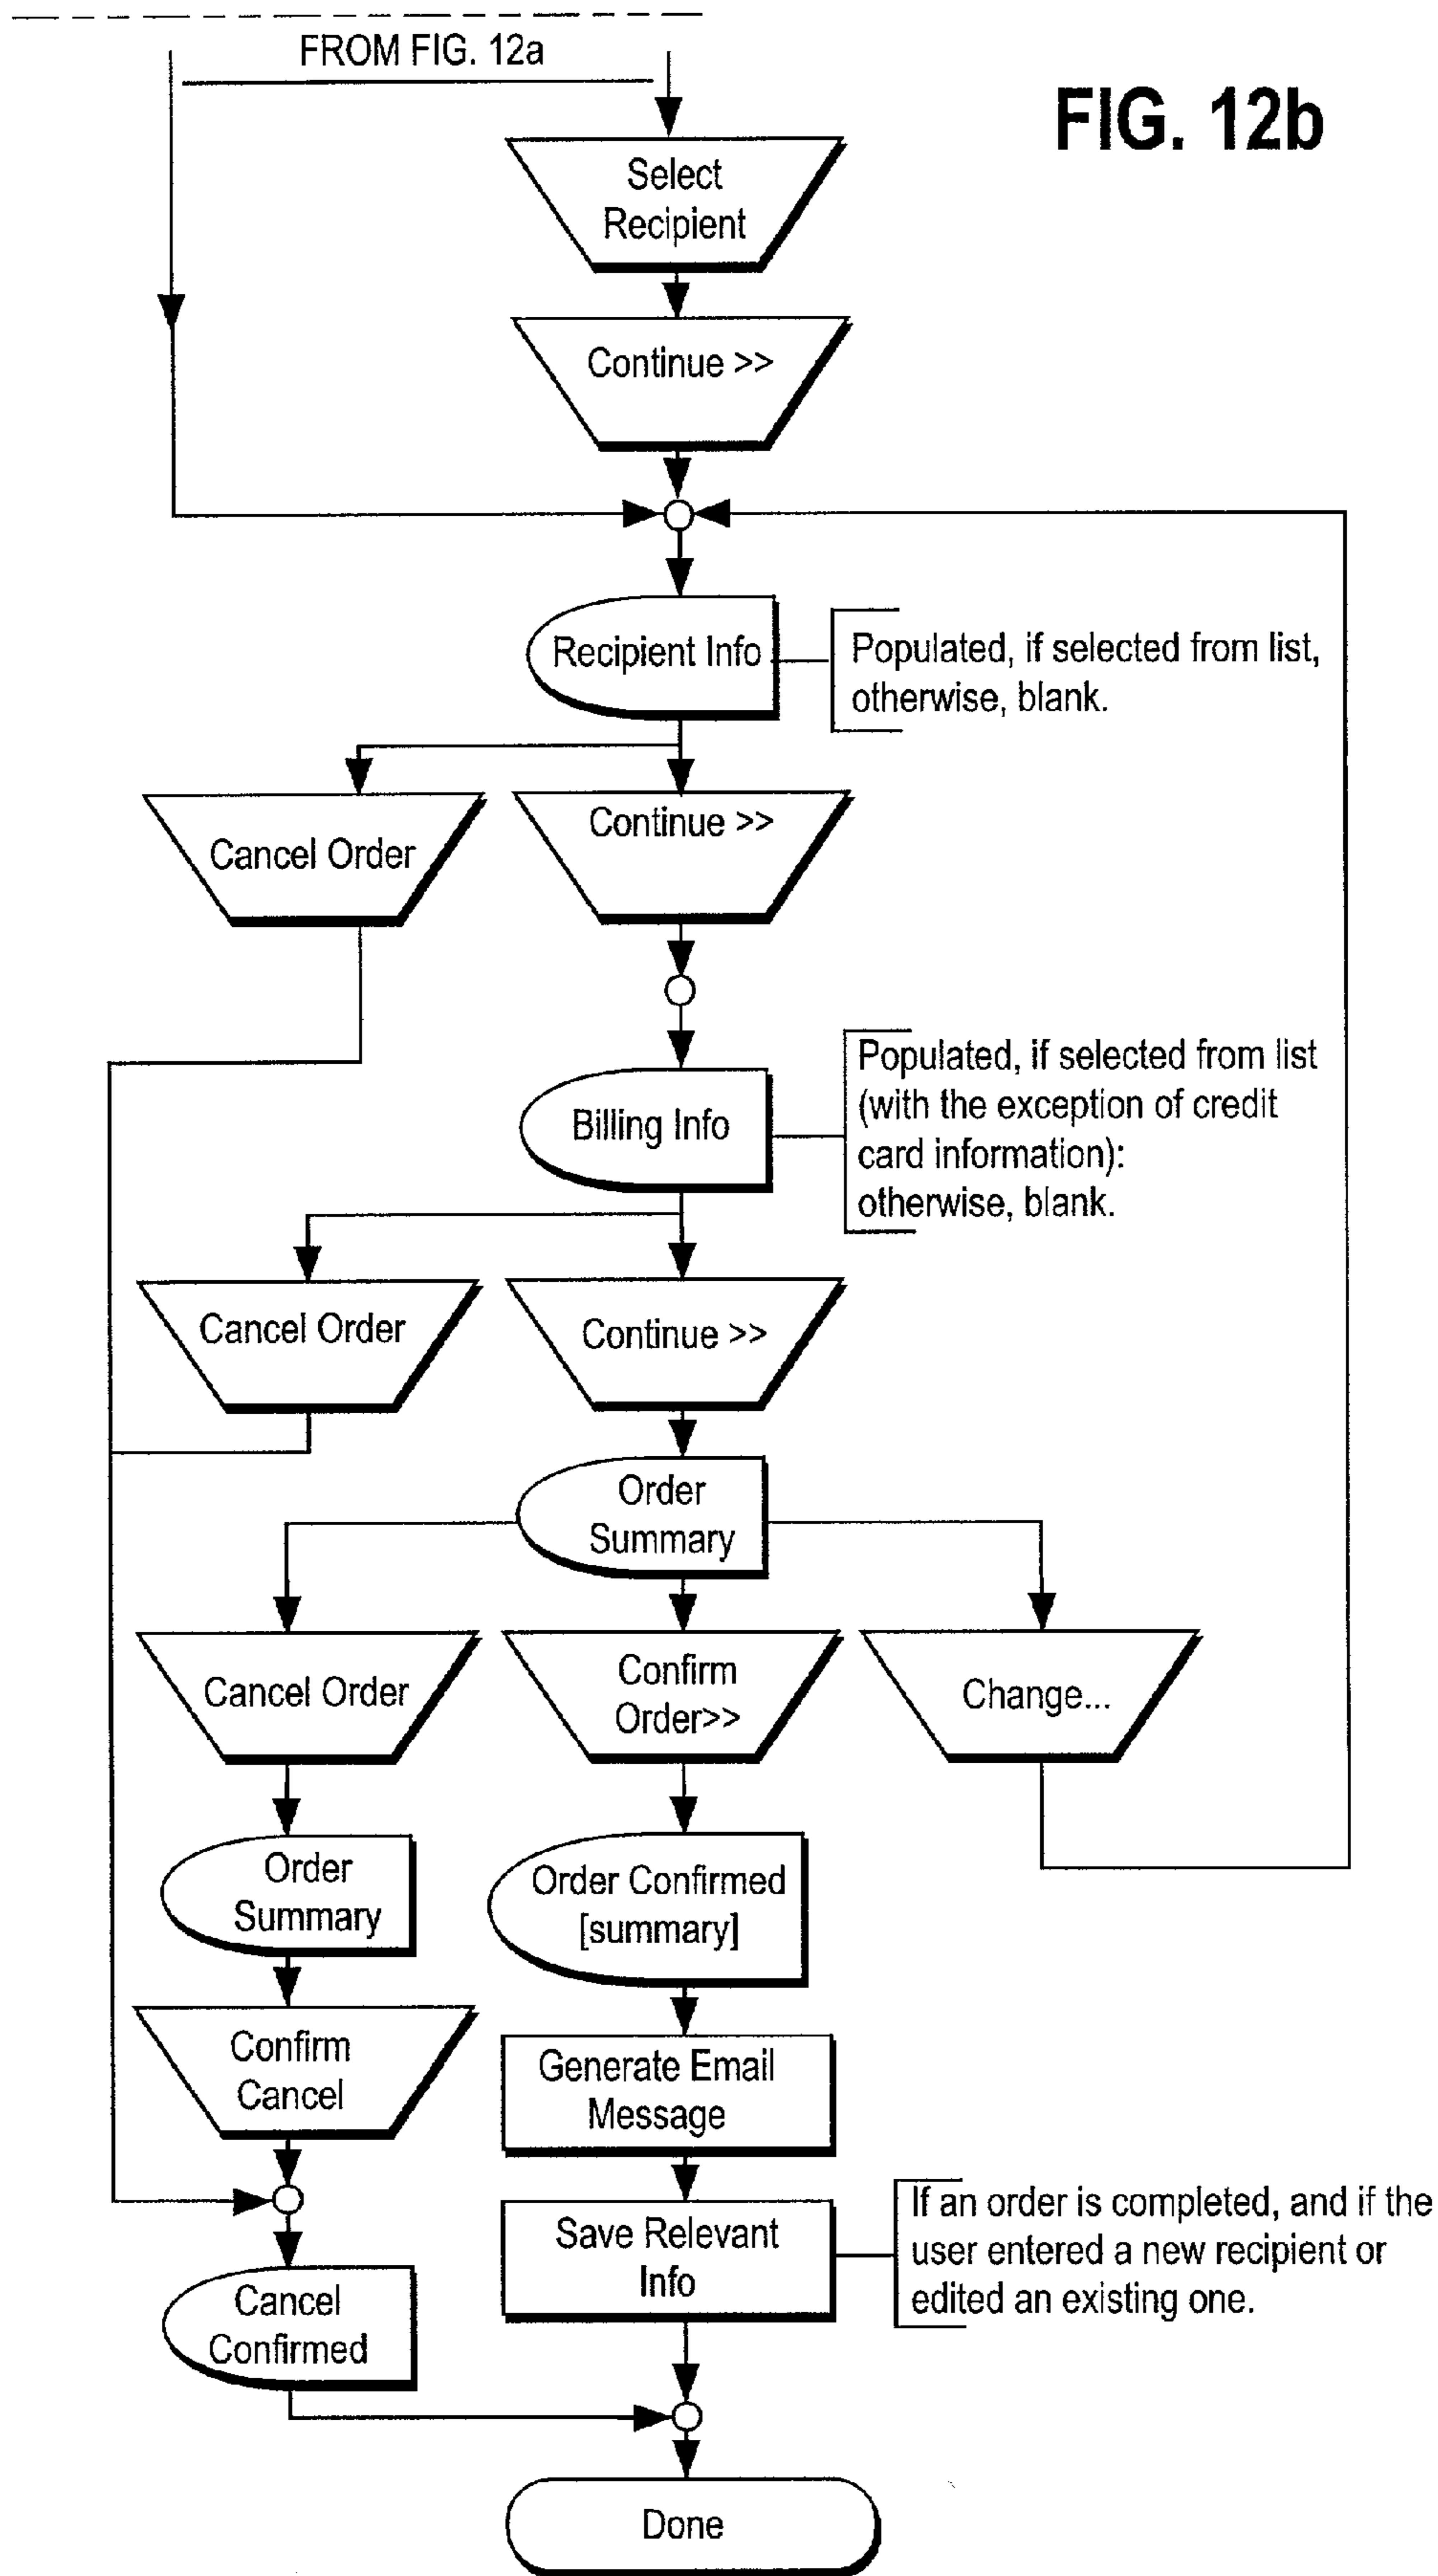 FROM FIG. 12a
FIG. 12b
Select
Recipient
Continue >>
Recipient Info
Populated, if selected from list,
otherwise, blank.
Cancel Order
Continue >>
Billing Info
Populated, if selected from list
(with the exception of credit
card information):
otherwise, blank.
Cancel Order
Continue >>
Order
Summary
Cancel Order
Confirm
Order>>
Change...
Order
Summary
Order Confirmed
[summary]
Confirm
Cancel
Generate Email
Message
Save Relevant
Info
If an order is completed, and if the
user entered a new recipient or
edited an existing one.
Cancel
Confirmed
Done